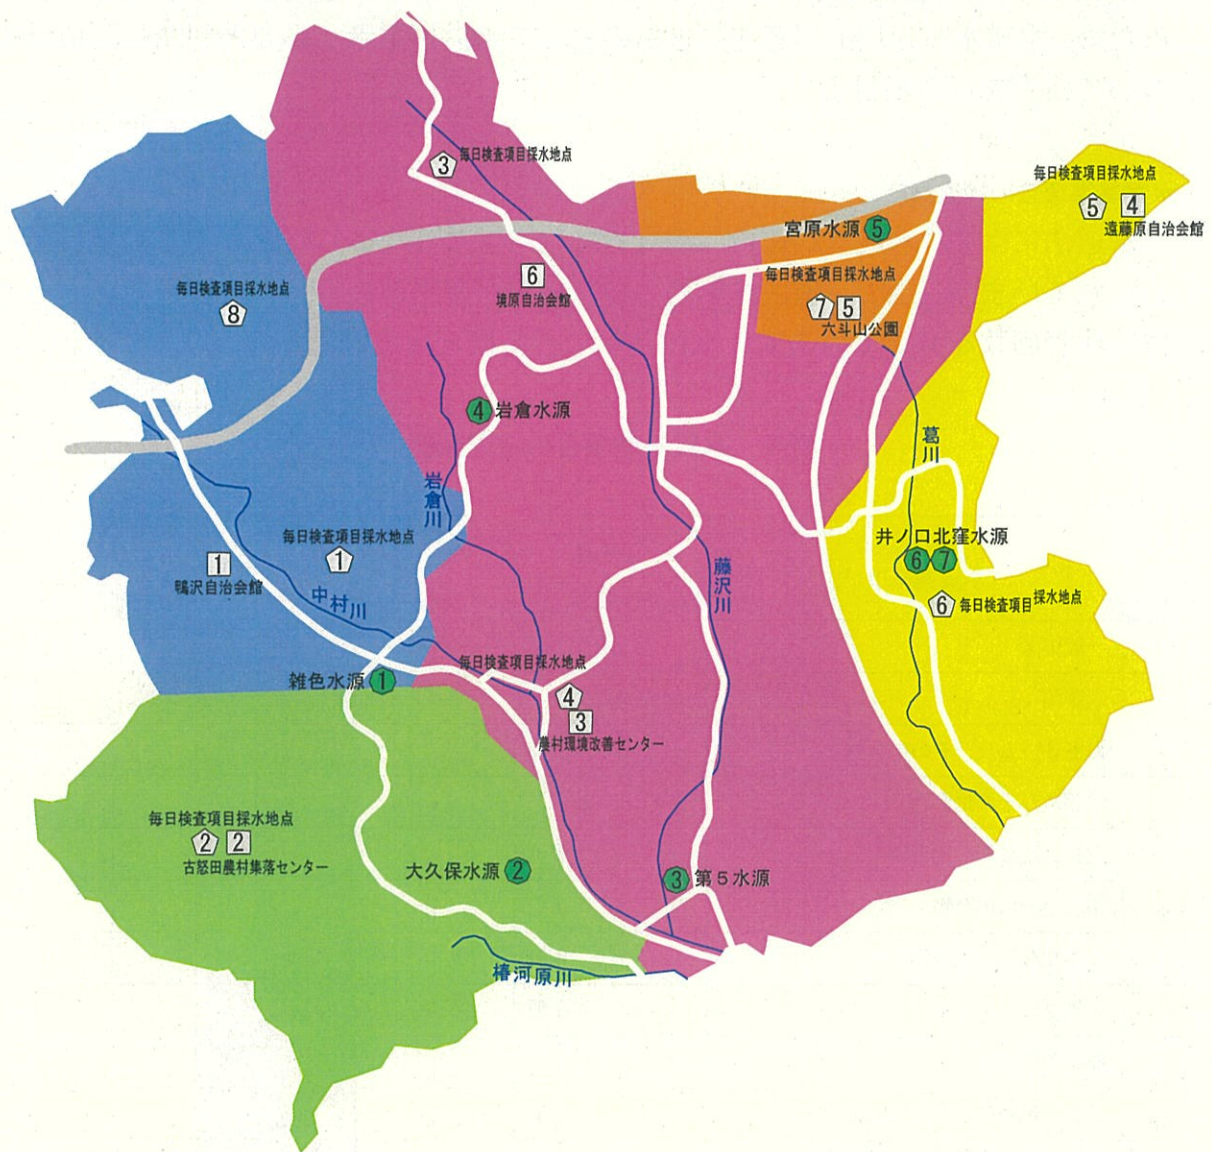 毎日検査項目採水地点
3
毎日検査項目採水地点
5 4
遠藤原自治会館
宮原水源 5
6
境原自治会館
毎日検査項目採水地点
7 5
六斗山公園
毎日検査項目採水地点
8
4 岩倉水源
葛川
岩倉川
井ノ口北窪水源
6 7
毎日検査項目採水地点
1
1
鴨沢自治会館
藤沢川
中村川
6 毎日検査項目採水地点
毎日検査項目採水地点
4
3
農村環境改善センター
雑色水源 1
毎日検査項目採水地点
2 2
古怒田農村集落センター
大久保水源 2
3 第5水源
椿河原川